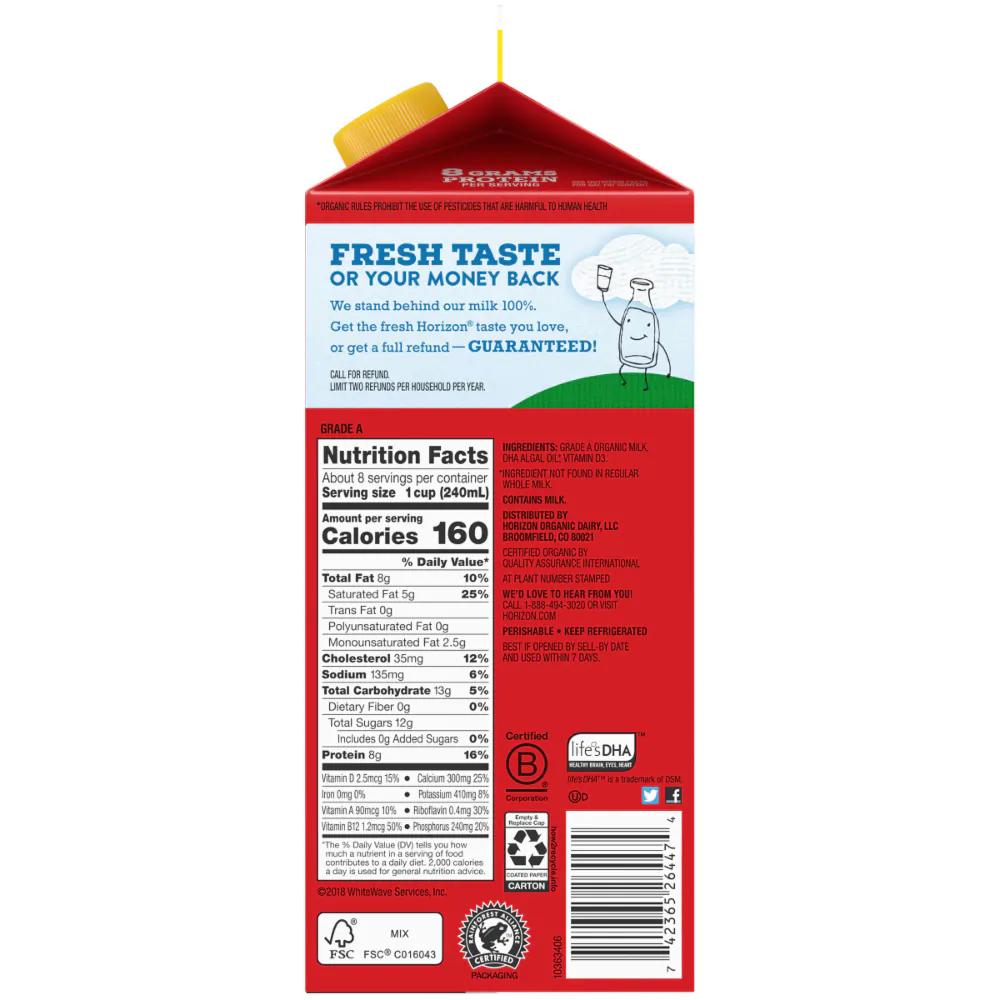 8 GRAMS
PROTEIN
PER SERVING
SEE NUTRITION FACTS
*ORGANIC RULES PROHIBIT THE USE OF PESTICIDES THAT ARE HARMFUL TO HUMAN HEALTH
FRESH TASTE
OR YOUR MONEY BACK
We stand behind our milk 100%.
Get the fresh Horizon® taste you love,
or get a full refund — GUARANTEED!
CALL FOR REFUND.
LIMIT TWO REFUNDS PER HOUSEHOLD PER YEAR.
GRADE A
Nutrition Facts
About 8 servings per container
Serving size 1 cup (240mL)
Amount per serving
Calories 160
% Daily Value*
Total Fat 8g 10%
Saturated Fat 5g 25%
Trans Fat 0g
Polyunsaturated Fat 0g
Monounsaturated Fat 2.5g
Cholesterol 35mg 12%
Sodium 135mg 6%
Total Carbohydrate 13g 5%
Dietary Fiber 0g 0%
Total Sugars 12g
Includes 0g Added Sugars 0%
Protein 8g 16%
Vitamin D 2.5mcg 15% • Calcium 300mg 25%
Iron 0mg 0% • Potassium 410mg 8%
Vitamin A 90mcg 10% • Riboflavin 0.4mg 30%
Vitamin B12 1.2mcg 50% • Phosphorus 240mg 20%
*The % Daily Value (DV) tells you how
much a nutrient in a serving of food
contributes to a daily diet. 2,000 calories
a day is used for general nutrition advice.
©2018 WhiteWave Services, Inc.
INGREDIENTS: GRADE A ORGANIC MILK,
DHA ALGAL OIL*, VITAMIN D3.
*INGREDIENT NOT FOUND IN REGULAR
WHOLE MILK.
CONTAINS MILK.
DISTRIBUTED BY
HORIZON ORGANIC DAIRY, LLC
BROOMFIELD, CO 80021
CERTIFIED ORGANIC BY
QUALITY ASSURANCE INTERNATIONAL
AT PLANT NUMBER STAMPED
WE'D LOVE TO HEAR FROM YOU!
CALL 1-888-494-3020 OR VISIT
HORIZON.COM
PERISHABLE • KEEP REFRIGERATED
BEST IF OPENED BY SELL-BY DATE
AND USED WITHIN 7 DAYS.
Certified
B
®
Corporation
life'sDHA™
HEALTHY BRAIN, EYES, HEART
life'sDHA™ is a trademark of DSM.
UD
Empty &
Replace Cap
COATED PAPER
CARTON
how2recycle.info
FSC®
MIX
FSC® C016043
RAINFOREST ALLIANCE
CERTIFIED
PACKAGING
10363406
7 42365 26447 4